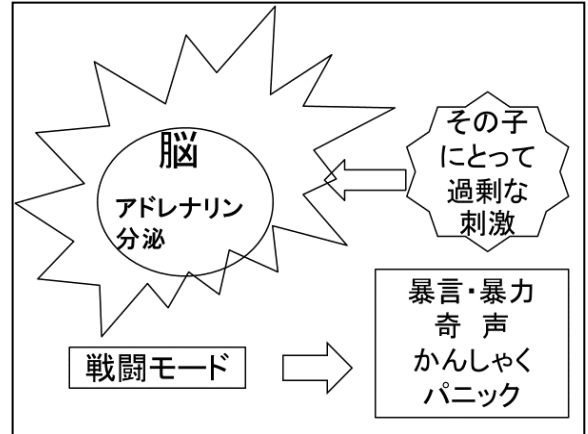 脳
アドレナリン
分泌
その子
にとって
過剰な
刺激
戦闘モード
暴言・暴力
奇　声
かんしゃく
パニック